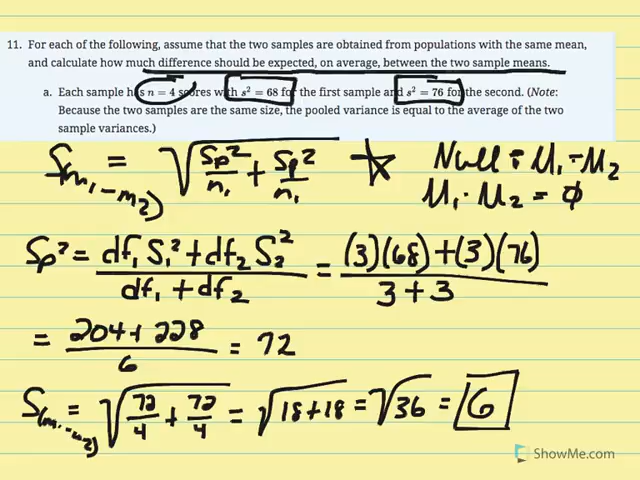 11. For each of the following, assume that the two samples are obtained from populations with the same mean,
and calculate how much difference should be expected, on average, between the two sample means.
a. Each sample has n = 4 scores with s² = 68 for the first sample and s² = 76 for the second. (Note:
Because the two samples are the same size, the pooled variance is equal to the average of the two
sample variances.)
S(m₁ - m₂) = √(Sp²/n₁ + Sp²/n₁) ☆ Null: M₁ = M₂
M₁ - M₂ = ∅
Sp² = (df₁ S₁² + df₂ S₂²)/(df₁ + df₂) = ((3)(68) + (3)(76))/(3 + 3)
= (204 + 228)/6 = 72
S(m₁ - m₂) = √(72/4 + 72/4) = √(18 + 18) = √36 = 6
ShowMe.com